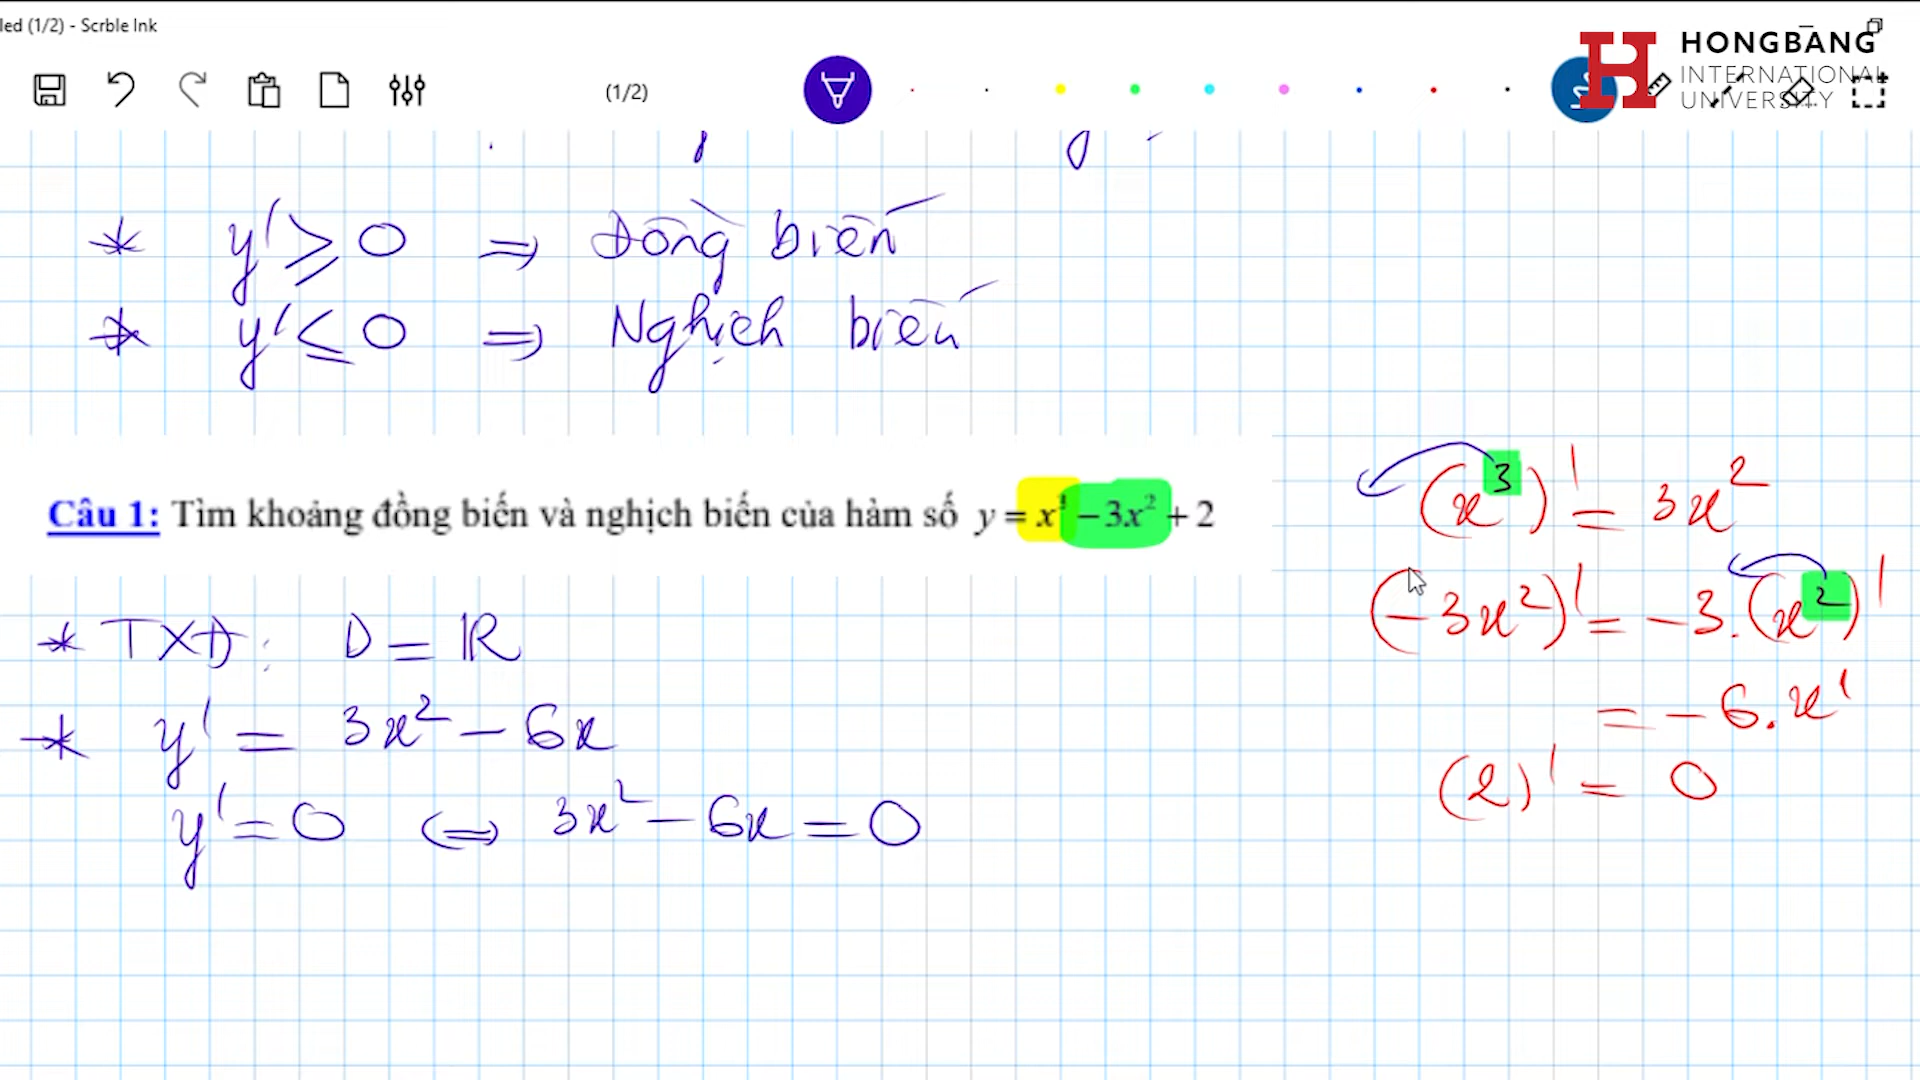 led (1/2) - Scrble Ink
(1/2)
HONGBANG
INTERNATIONAL
UNIVERSITY
* y' ≥ 0 ⇒ Đồng biến
* y' ≤ 0 ⇒ Nghịch biến
Câu 1: Tìm khoảng đồng biến và nghịch biến của hàm số y = x³ − 3x² + 2
* TXĐ: D = ℝ
* y' = 3x² − 6x
y' = 0 ⇔ 3x² − 6x = 0
(x³)' = 3x²
(−3x²)' = −3.(x²)'
= −6.x¹
(2)' = 0